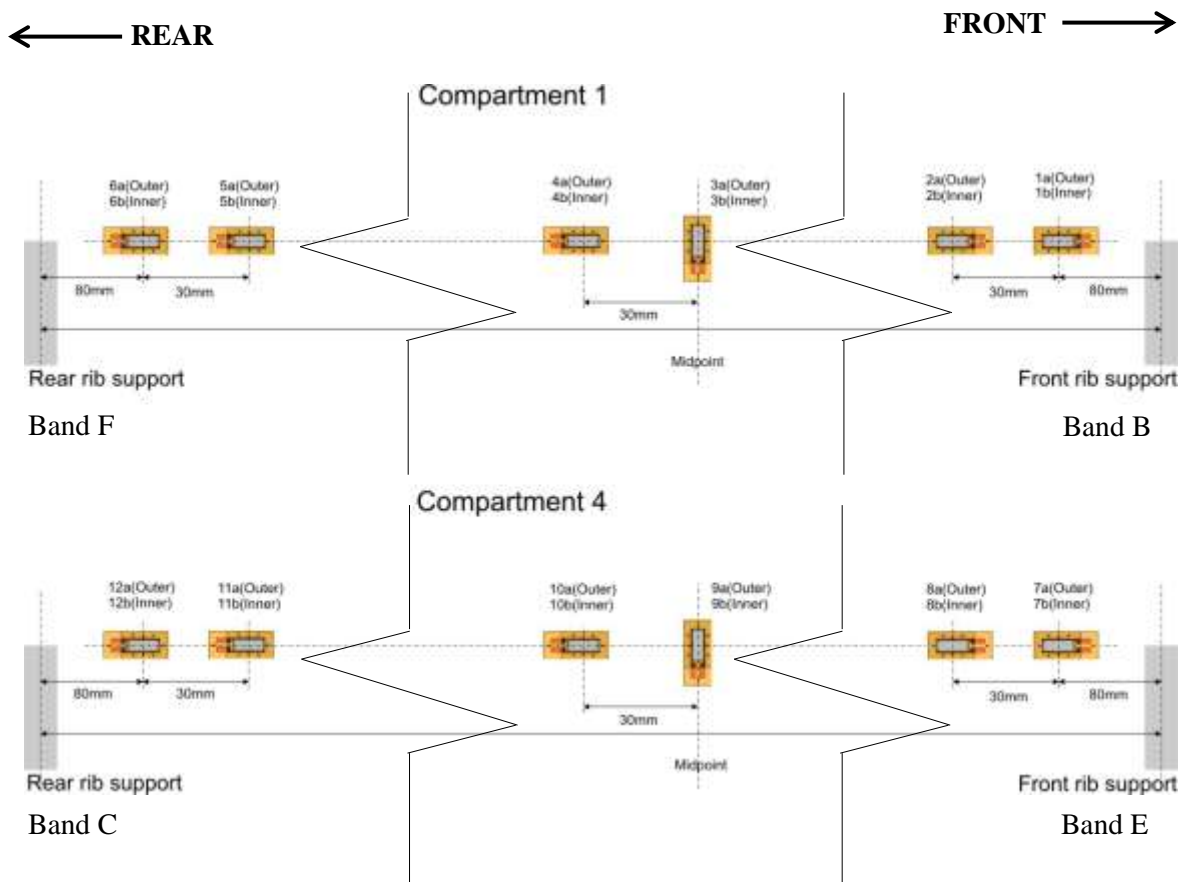 REAR
FRONT
Compartment 1
6a(Outer)
6b(Inner)
5a(Outer)
5b(Inner)
4a(Outer)
4b(Inner)
3a(Outer)
3b(Inner)
2a(Outer)
2b(Inner)
1a(Outer)
1b(Inner)
80mm
30mm
30mm
30mm
80mm
Midpoint
Rear rib support
Front rib support
Band F
Band B
Compartment 4
12a(Outer)
12b(Inner)
11a(Outer)
11b(Inner)
10a(Outer)
10b(Inner)
9a(Outer)
9b(Inner)
8a(Outer)
8b(Inner)
7a(Outer)
7b(Inner)
80mm
30mm
30mm
30mm
80mm
Midpoint
Rear rib support
Front rib support
Band C
Band E